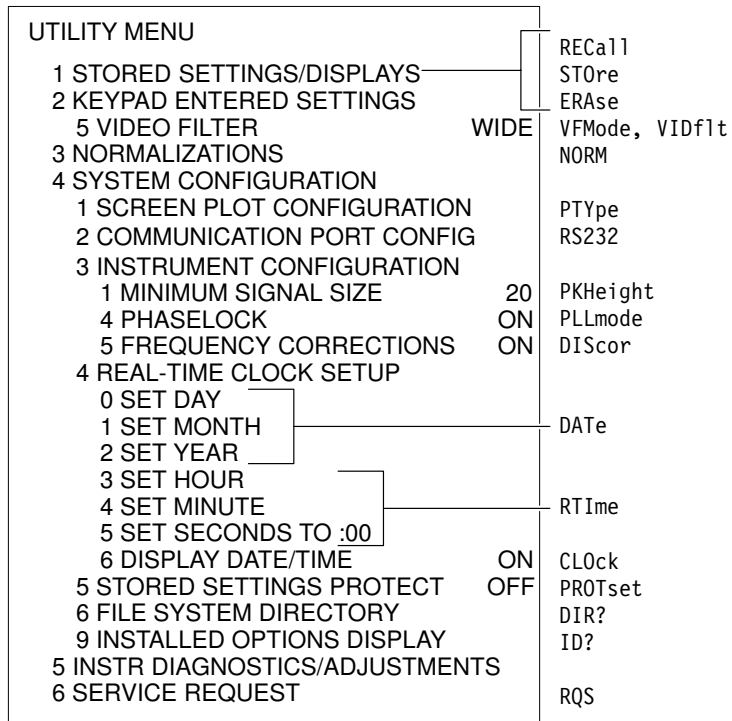 UTILITY MENU
RECall
1 STORED SETTINGS/DISPLAYS STOre
2 KEYPAD ENTERED SETTINGS ERAse
5 VIDEO FILTER WIDE VFMode, VIDflt
3 NORMALIZATIONS NORM
4 SYSTEM CONFIGURATION
1 SCREEN PLOT CONFIGURATION PTYpe
2 COMMUNICATION PORT CONFIG RS232
3 INSTRUMENT CONFIGURATION
1 MINIMUM SIGNAL SIZE 20 PKHeight
4 PHASELOCK ON PLLmode
5 FREQUENCY CORRECTIONS ON DIScor
4 REAL-TIME CLOCK SETUP
0 SET DAY
1 SET MONTH DATe
2 SET YEAR
3 SET HOUR
4 SET MINUTE RTIme
5 SET SECONDS TO :00
6 DISPLAY DATE/TIME ON CLOck
5 STORED SETTINGS PROTECT OFF PROTset
6 FILE SYSTEM DIRECTORY DIR?
9 INSTALLED OPTIONS DISPLAY ID?
5 INSTR DIAGNOSTICS/ADJUSTMENTS
6 SERVICE REQUEST RQS